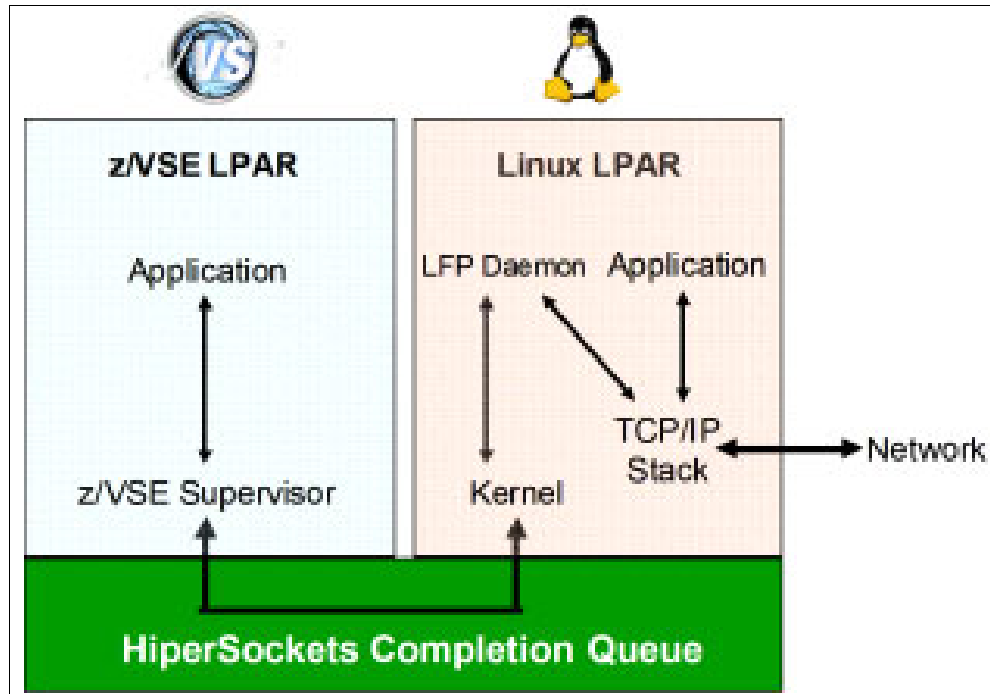 VS
z/VSE LPAR
Linux LPAR
Application
LFP Daemon
Application
TCP/IP
Stack
Network
z/VSE Supervisor
Kernel
HiperSockets Completion Queue